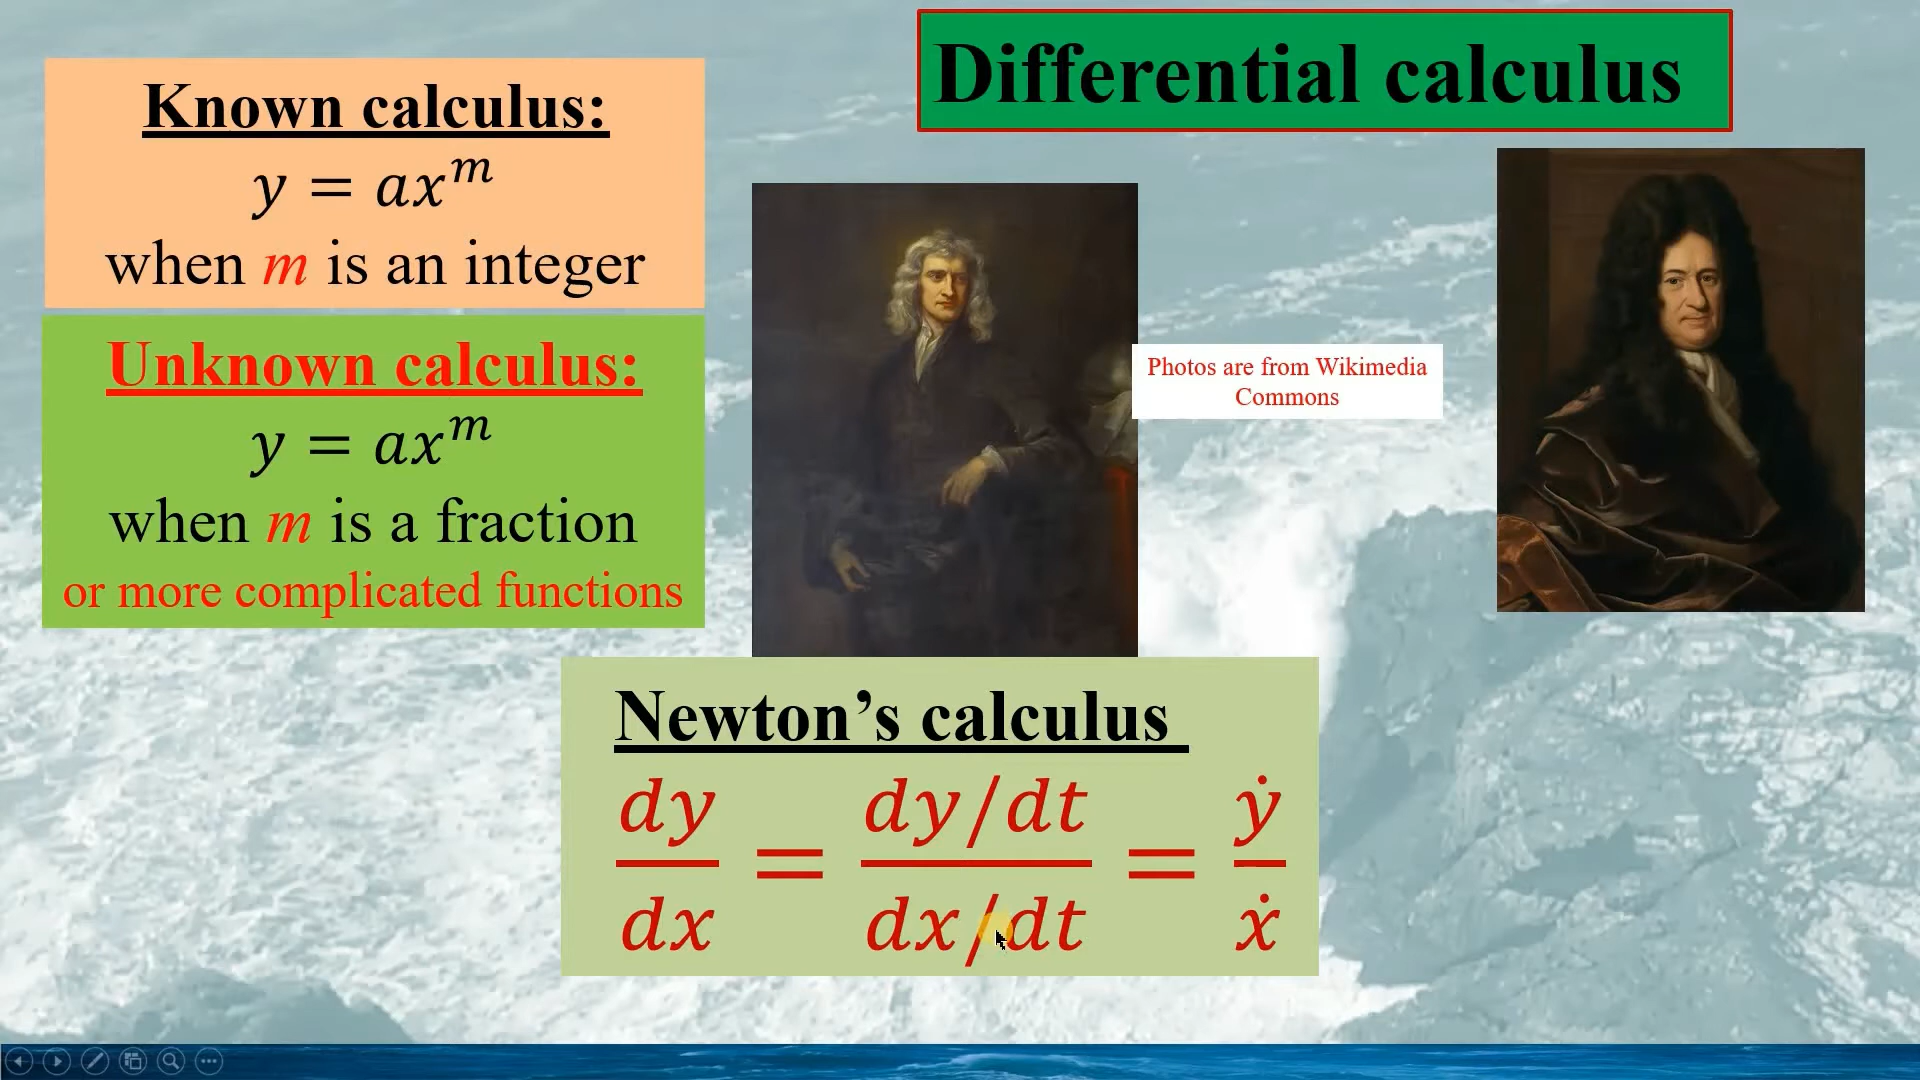 Differential calculus
Known calculus:
y = ax^m
when m is an integer
Unknown calculus:
y = ax^m
when m is a fraction
or more complicated functions
Photos are from Wikimedia
Commons
Newton’s calculus
dy/dx = (dy/dt)/(dx/dt) = ẏ/ẋ